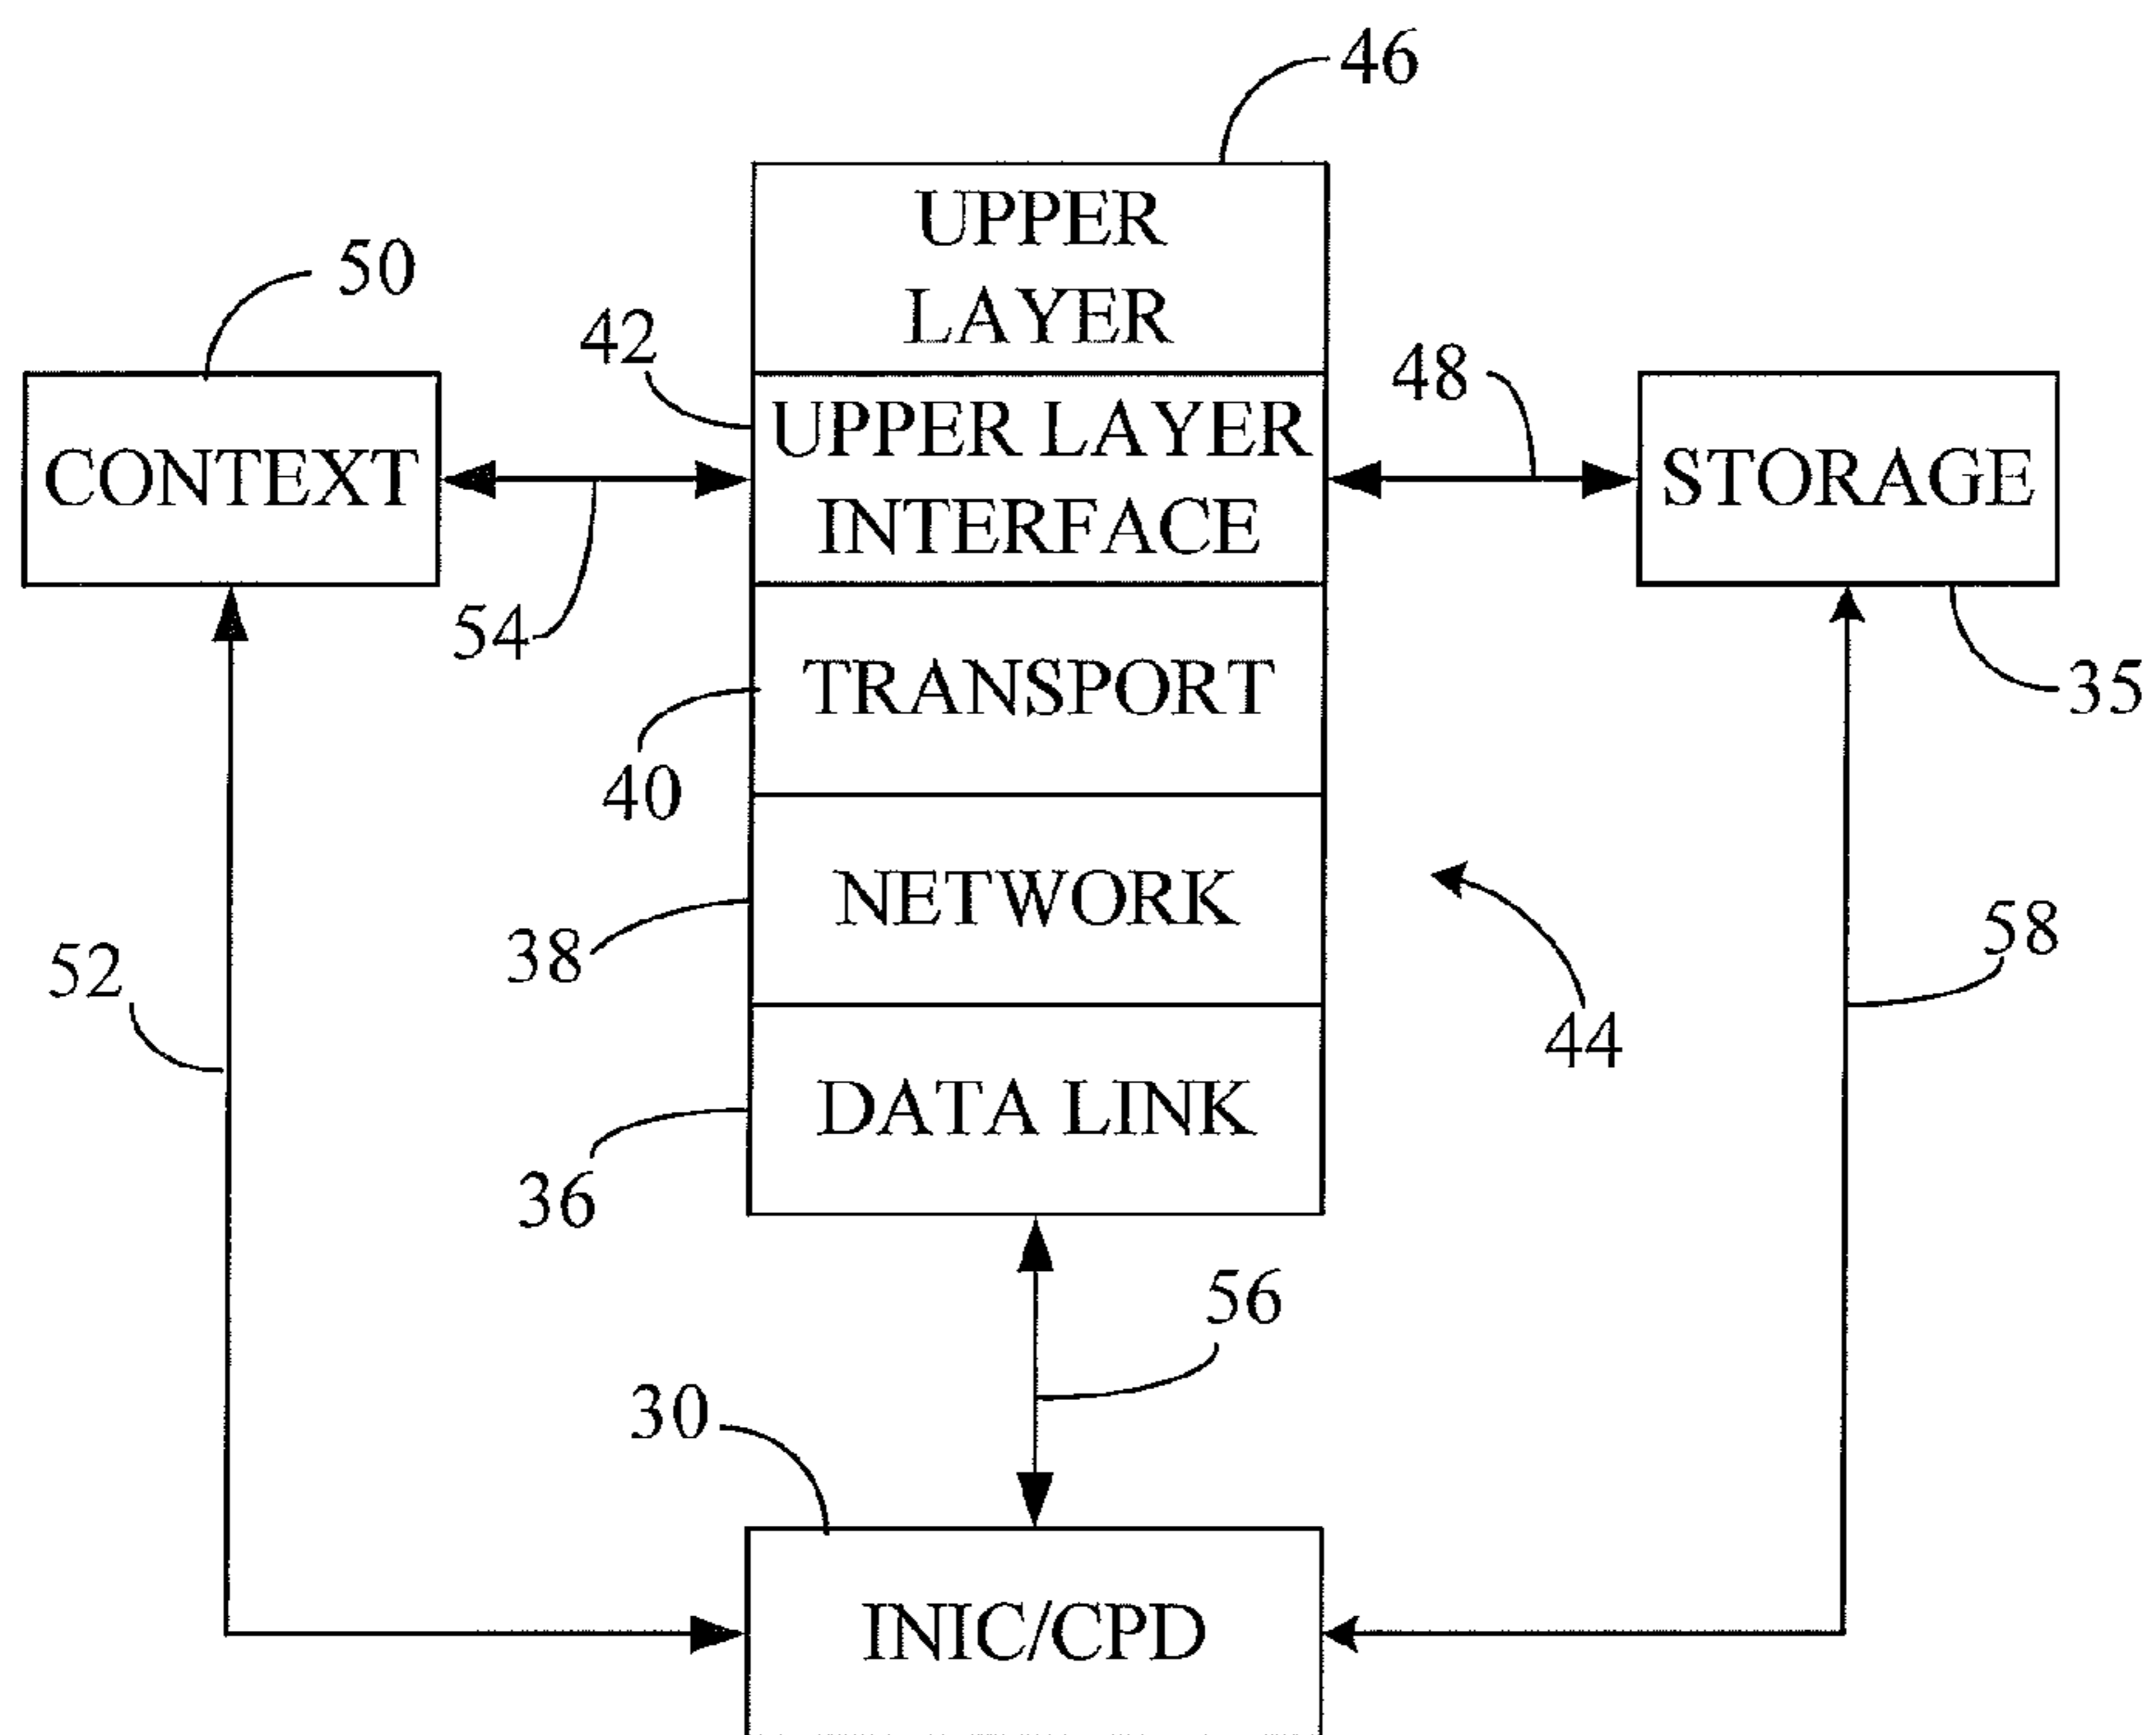 46
UPPER
LAYER
50
42
UPPER LAYER
INTERFACE
48
CONTEXT
STORAGE
54
TRANSPORT
35
40
NETWORK
38
52
58
44
DATA LINK
36
56
30
INIC/CPD